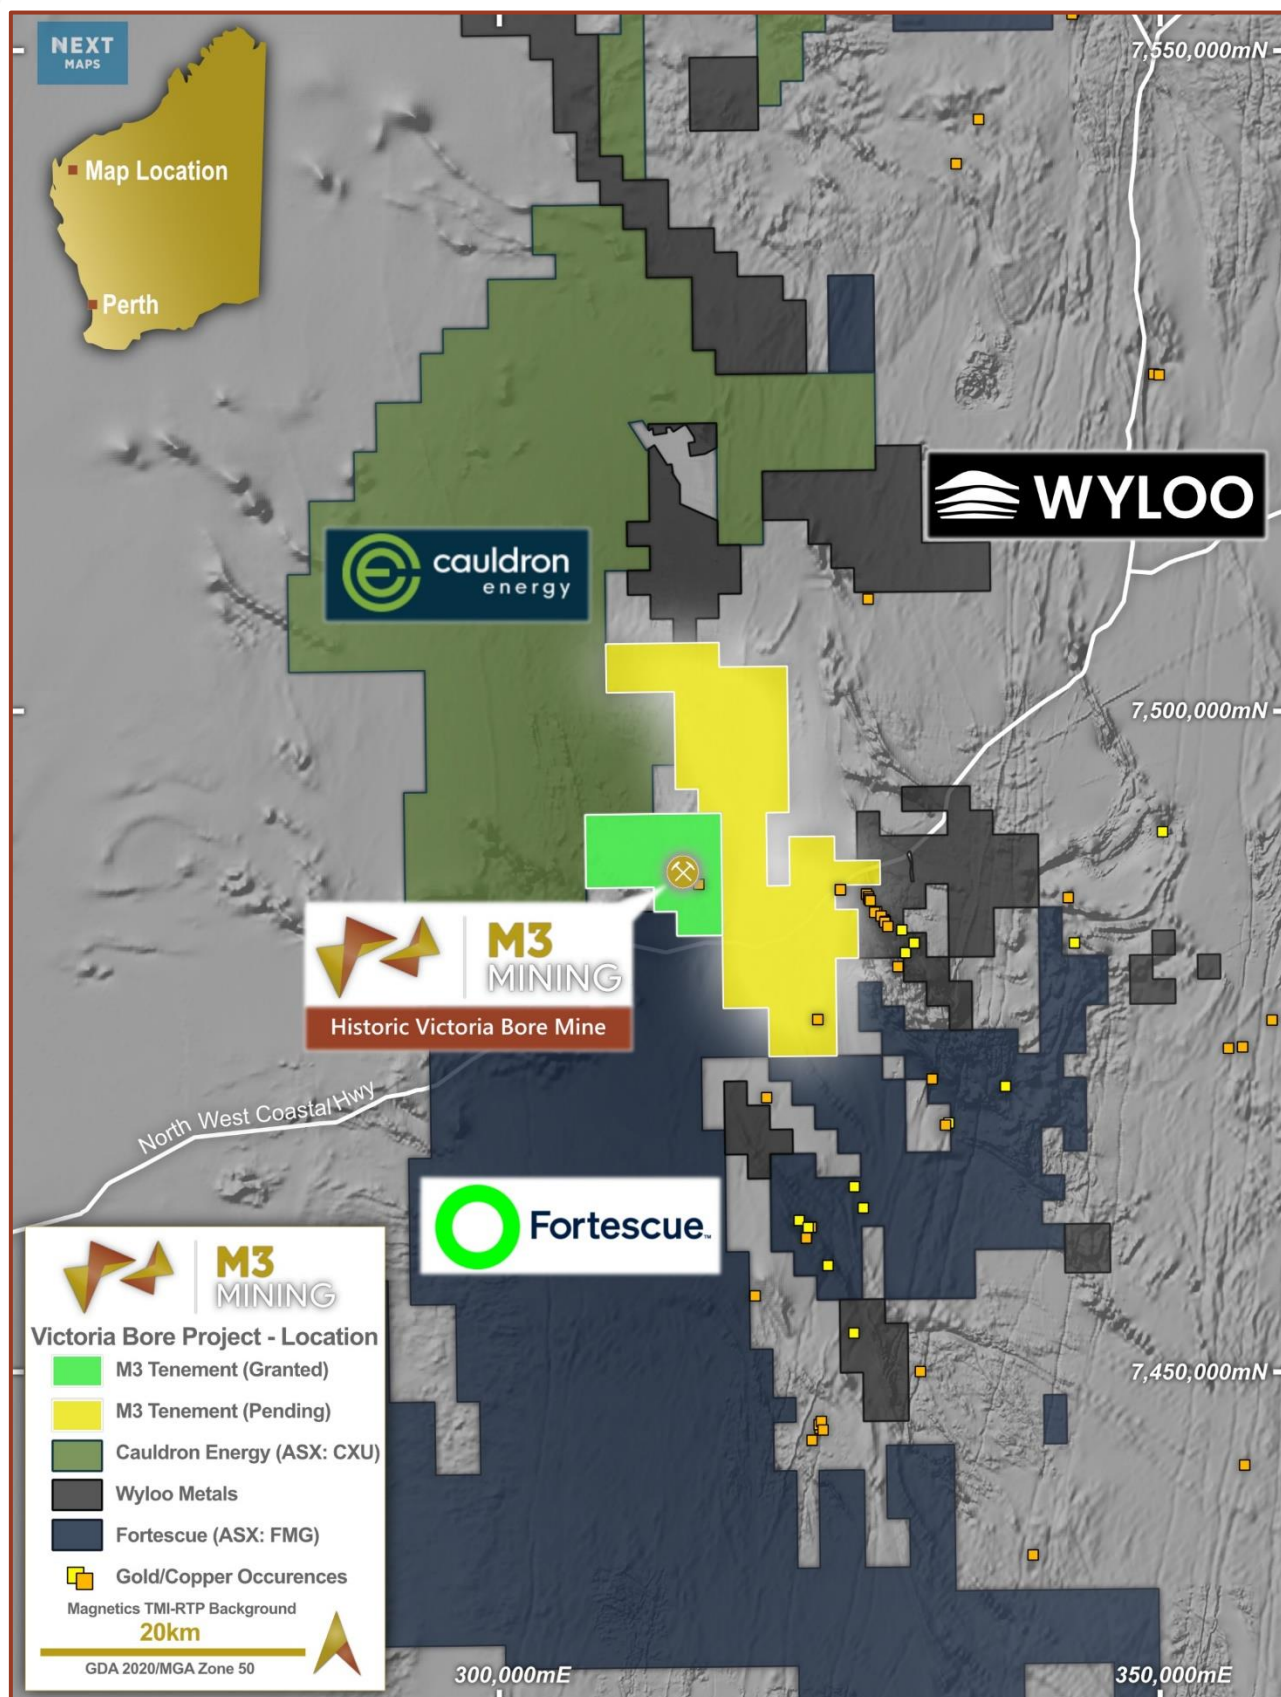 NEXT
MAPS
7,550,000mN
Map Location
Perth
WYLOO
cauldron
energy
7,500,000mN
M3
MINING
Historic Victoria Bore Mine
North West Coastal Hwy
Fortescue™
M3
MINING
Victoria Bore Project - Location
M3 Tenement (Granted)
M3 Tenement (Pending)
Cauldron Energy (ASX: CXU)
Wyloo Metals
Fortescue (ASX: FMG)
Gold/Copper Occurences
Magnetics TMI-RTP Background
20km
GDA 2020/MGA Zone 50
7,450,000mN
300,000mE
350,000mE